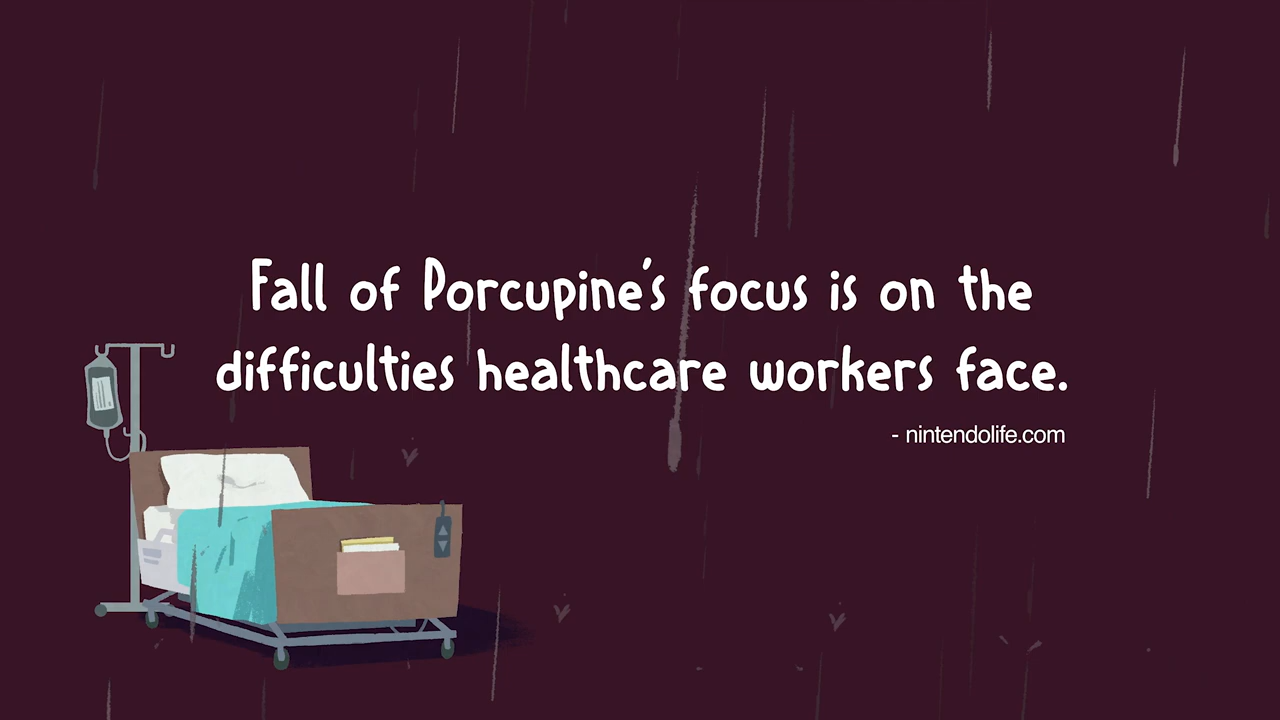 Fall of Porcupine's focus is on the
difficulties healthcare workers face.
- nintendolife.com